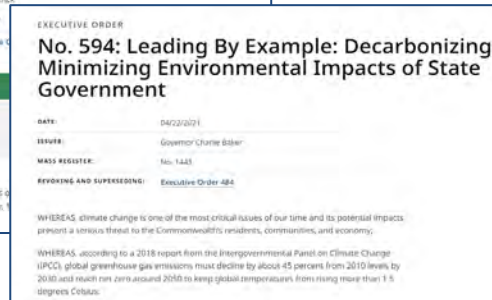 EXECUTIVE ORDER
No. 594: Leading By Example: Decarbonizing
Minimizing Environmental Impacts of State
Government
DATE: 04/22/2021
ISSUER: Governor Charlie Baker
MASS REGISTER: No. 1445
REVOKING AND SUPERSEDING: Executive Order 484
WHEREAS, climate change is one of the most critical issues of our time and its potential impacts
present a serious threat to the Commonwealth's residents, communities, and economy;
WHEREAS, according to a 2018 report from the Intergovernmental Panel on Climate Change
(IPCC), global greenhouse gas emissions must decline by about 45 percent from 2010 levels by
2030 and reach net zero around 2050 to keep global temperatures from rising more than 1.5
degrees Celsius;